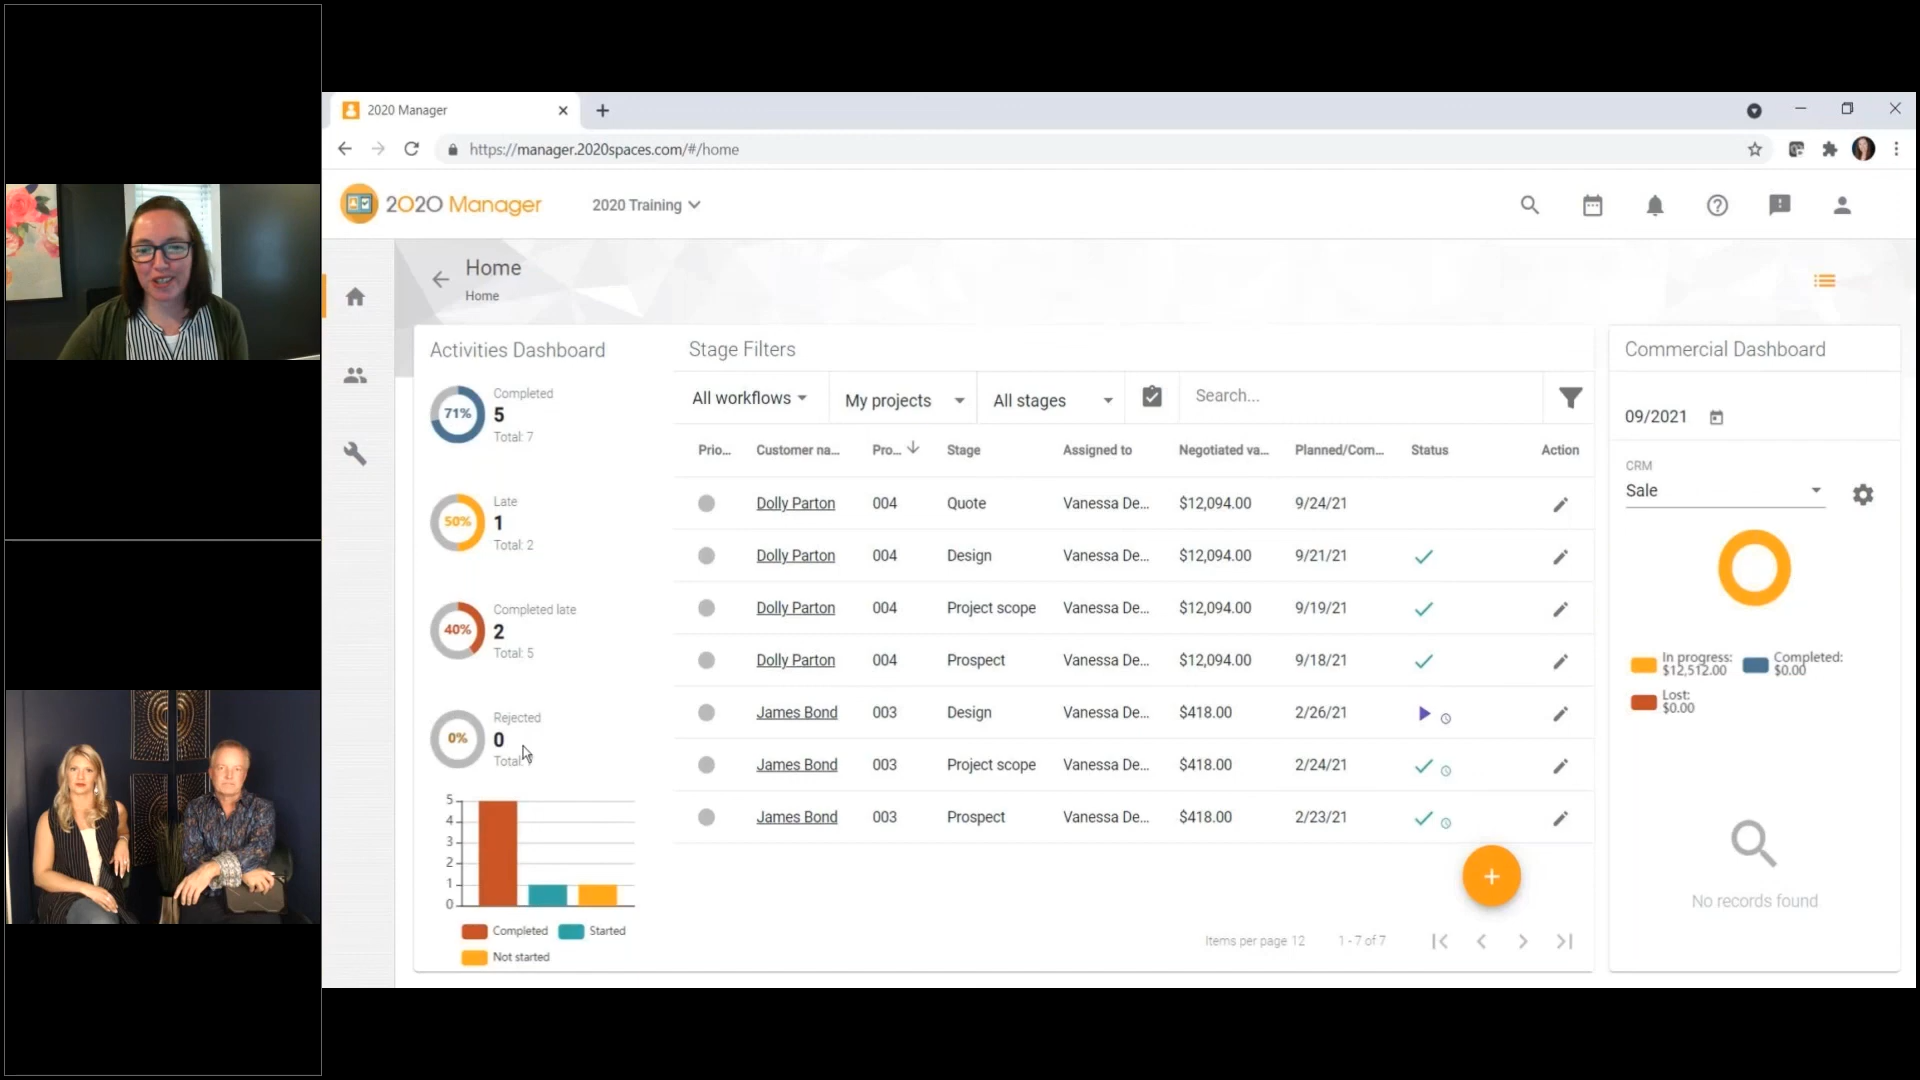 2020 Manager
https://manager.2020spaces.com/#/home
2020 Manager
2020 Training
Home
Home
Activities Dashboard
71%
Completed
5
Total: 7
50%
Late
1
Total: 2
40%
Completed late
2
Total: 5
0%
Rejected
0
Total:
5
4
3
2
1
0
Completed
Started
Not started
Stage Filters
All workflows
My projects
All stages
Search...
Prio... Customer na... Pro... Stage Assigned to Negotiated va... Planned/Com... Status Action
Dolly Parton 004 Quote Vanessa De... $12,094.00 9/24/21
Dolly Parton 004 Design Vanessa De... $12,094.00 9/21/21
Dolly Parton 004 Project scope Vanessa De... $12,094.00 9/19/21
Dolly Parton 004 Prospect Vanessa De... $12,094.00 9/18/21
James Bond 003 Design Vanessa De... $418.00 2/26/21
James Bond 003 Project scope Vanessa De... $418.00 2/24/21
James Bond 003 Prospect Vanessa De... $418.00 2/23/21
Items per page 12 1 - 7 of 7
Commercial Dashboard
09/2021
CRM
Sale
In progress:
$12,512.00
Completed:
$0.00
Lost:
$0.00
No records found